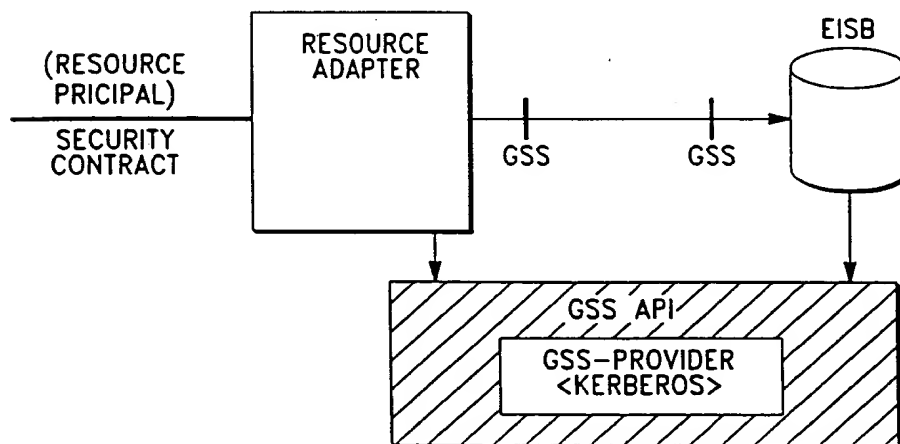 (RESOURCE
PRICIPAL)
SECURITY
CONTRACT
RESOURCE
ADAPTER
GSS
GSS
EISB
GSS API
GSS-PROVIDER
<KERBEROS>